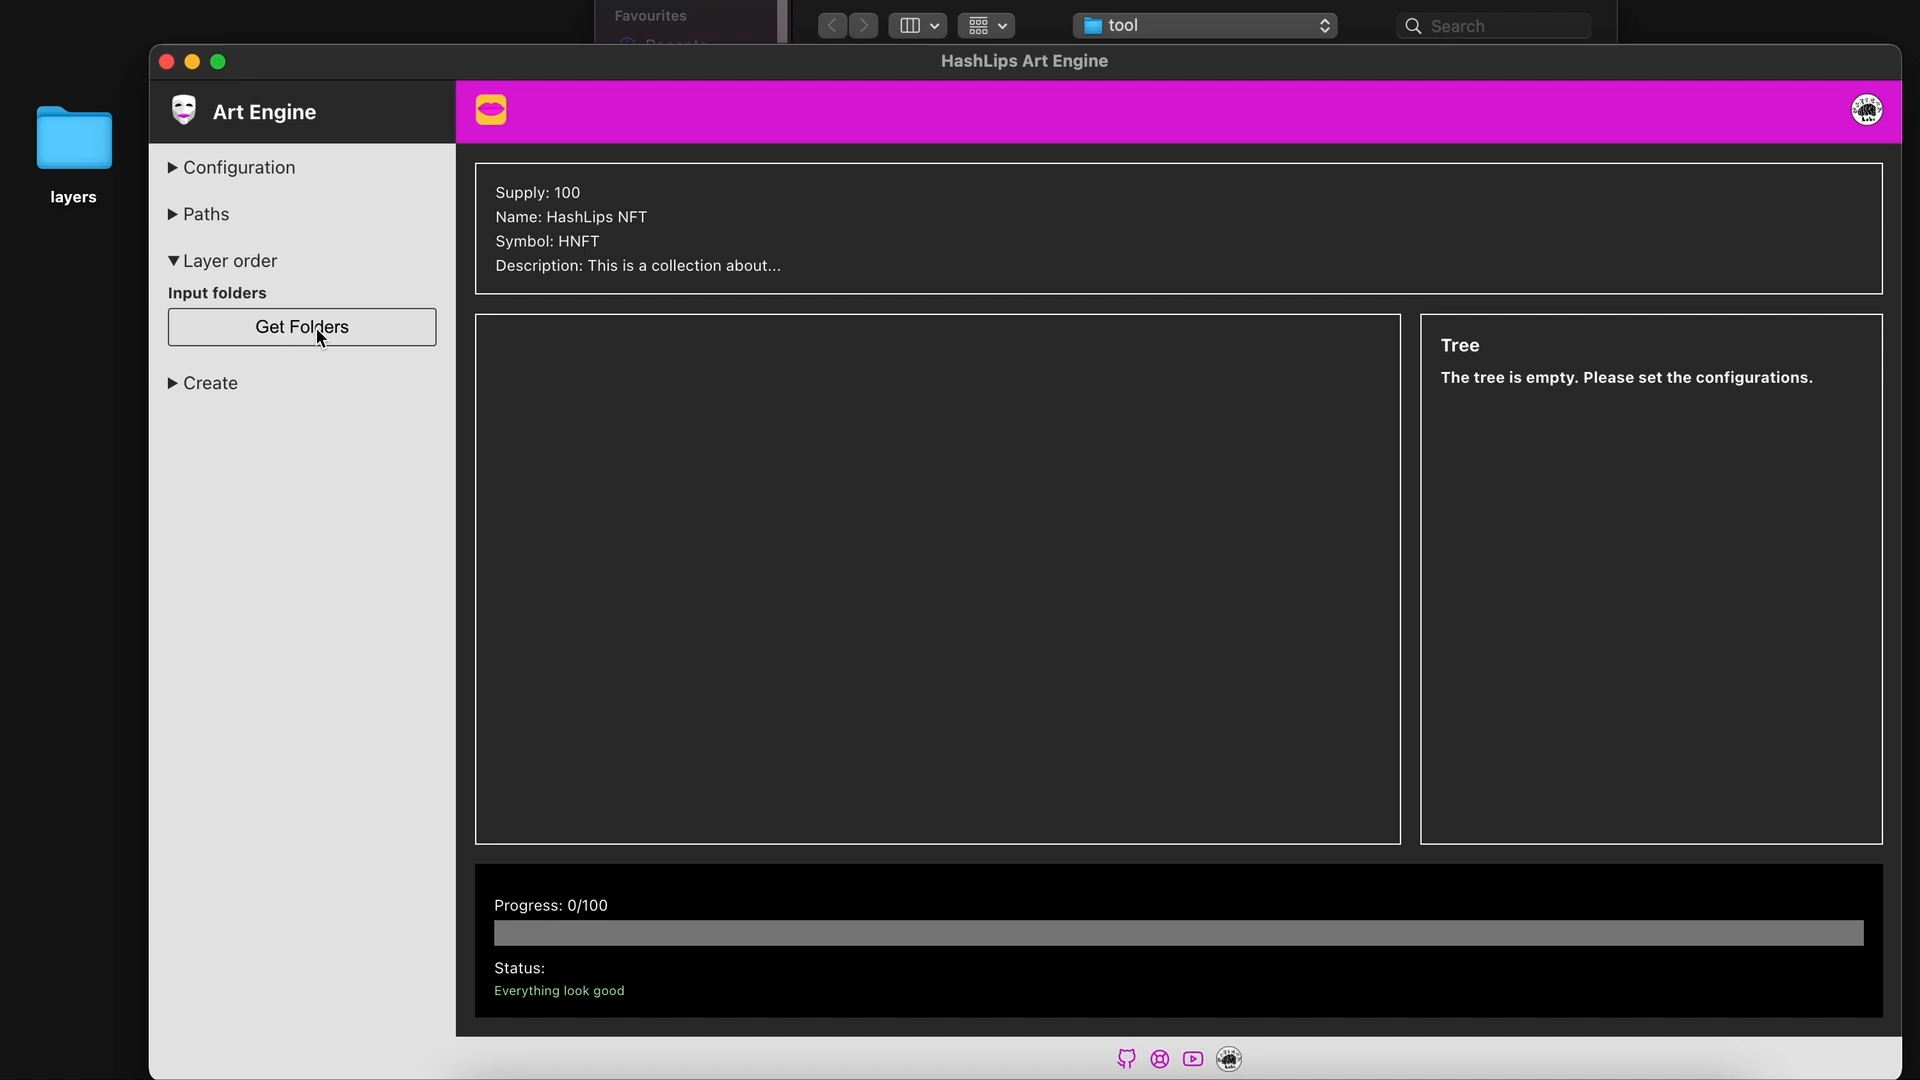 Favourites
tool
Search
HashLips Art Engine
Art Engine
layers
Configuration
Paths
Layer order
Input folders
Get Folders
Create
Supply: 100
Name: HashLips NFT
Symbol: HNFT
Description: This is a collection about...
Tree
The tree is empty. Please set the configurations.
Progress: 0/100
Status:
Everything look good